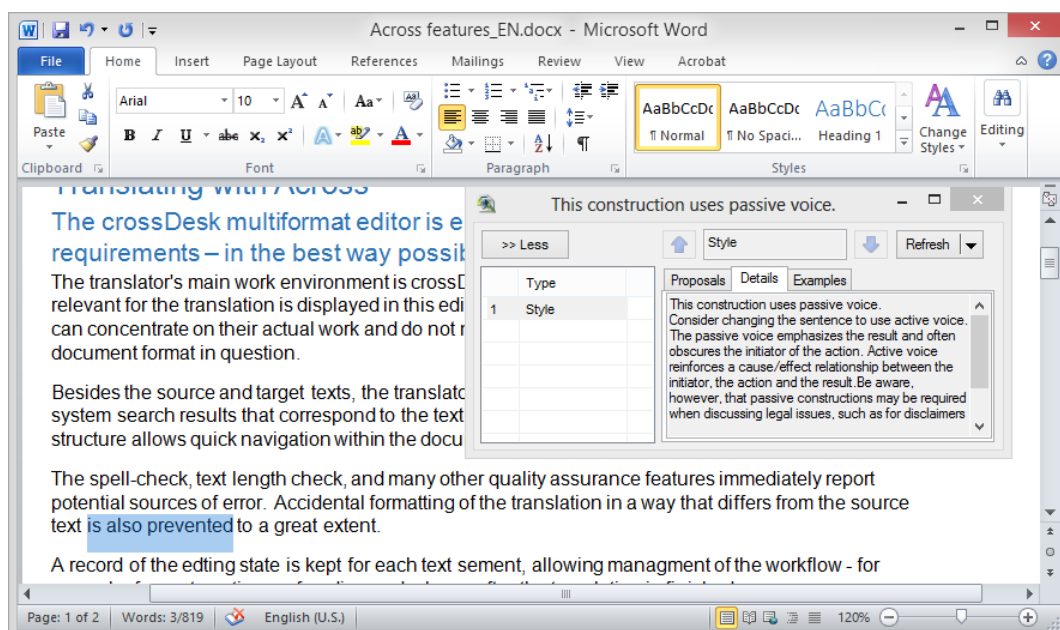 Across features_EN.docx - Microsoft Word
File Home Insert Page Layout References Mailings Review View Acrobat
Paste
Clipboard
Arial 10
Font
Paragraph
AaBbCcDc AaBbCcDc AaBbC
¶ Normal ¶ No Spaci... Heading 1
Change Styles
Styles
Editing
Translating with Across
The crossDesk multiformat editor is e
requirements – in the best way possib
The translator's main work environment is crossD
relevant for the translation is displayed in this edi
can concentrate on their actual work and do not
document format in question.
Besides the source and target texts, the translato
system search results that correspond to the text
structure allows quick navigation within the docu
The spell-check, text length check, and many other quality assurance features immediately report
potential sources of error. Accidental formatting of the translation in a way that differs from the source
text is also prevented to a great extent.
A record of the edting state is kept for each text sement, allowing managment of the workflow - for
This construction uses passive voice.
>> Less
Style
Refresh
Type
1 Style
Proposals Details Examples
This construction uses passive voice.
Consider changing the sentence to use active voice.
The passive voice emphasizes the result and often
obscures the initiator of the action. Active voice
reinforces a cause/effect relationship between the
initiator, the action and the result.Be aware,
however, that passive constructions may be required
when discussing legal issues, such as for disclaimers
Page: 1 of 2 Words: 3/819 English (U.S.) 120%